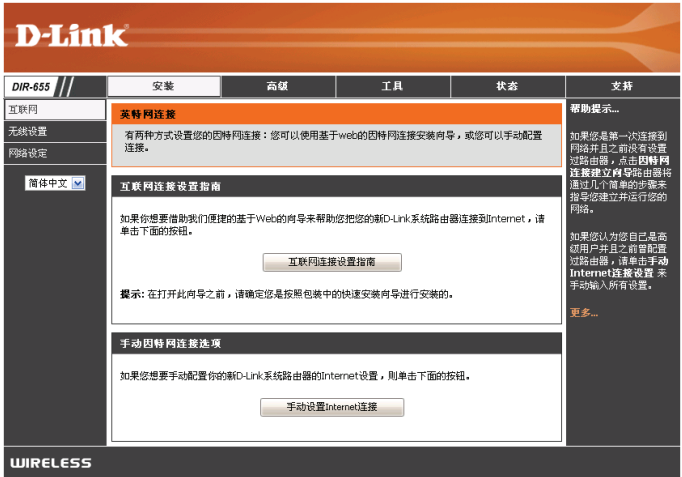 D-Link
DIR-655
安装
高级
工具
状态
支持
互联网
无线设置
网络设定
简体中文
英特网连接
有两种方式设置您的因特网连接：您可以使用基于web的因特网连接安装向导，或您可以手动配置
连接。
互联网连接设置指南
如果你想要借助我们便捷的基于Web的向导来帮助您把您的新D-Link系统路由器连接到Internet，请
单击下面的按钮。
互联网连接设置指南
提示: 在打开此向导之前，请确定您是按照包装中的快速安装向导进行安装的。
手动因特网连接选项
如果您想要手动配置你的新D-Link系统路由器的Internet设置，则单击下面的按钮。
手动设置Internet连接
帮助提示...
如果您是第一次连接到
网络并且之前没有设置
过路由器，点击因特网
连接建立向导路由器将
通过几个简单的步骤来
指导您建立并运行您的
网络。
如果您认为您自己是高
级用户并且之前曾配置
过路由器，请单击手动
Internet连接设置 来
手动输入所有设置。
更多...
WIRELESS